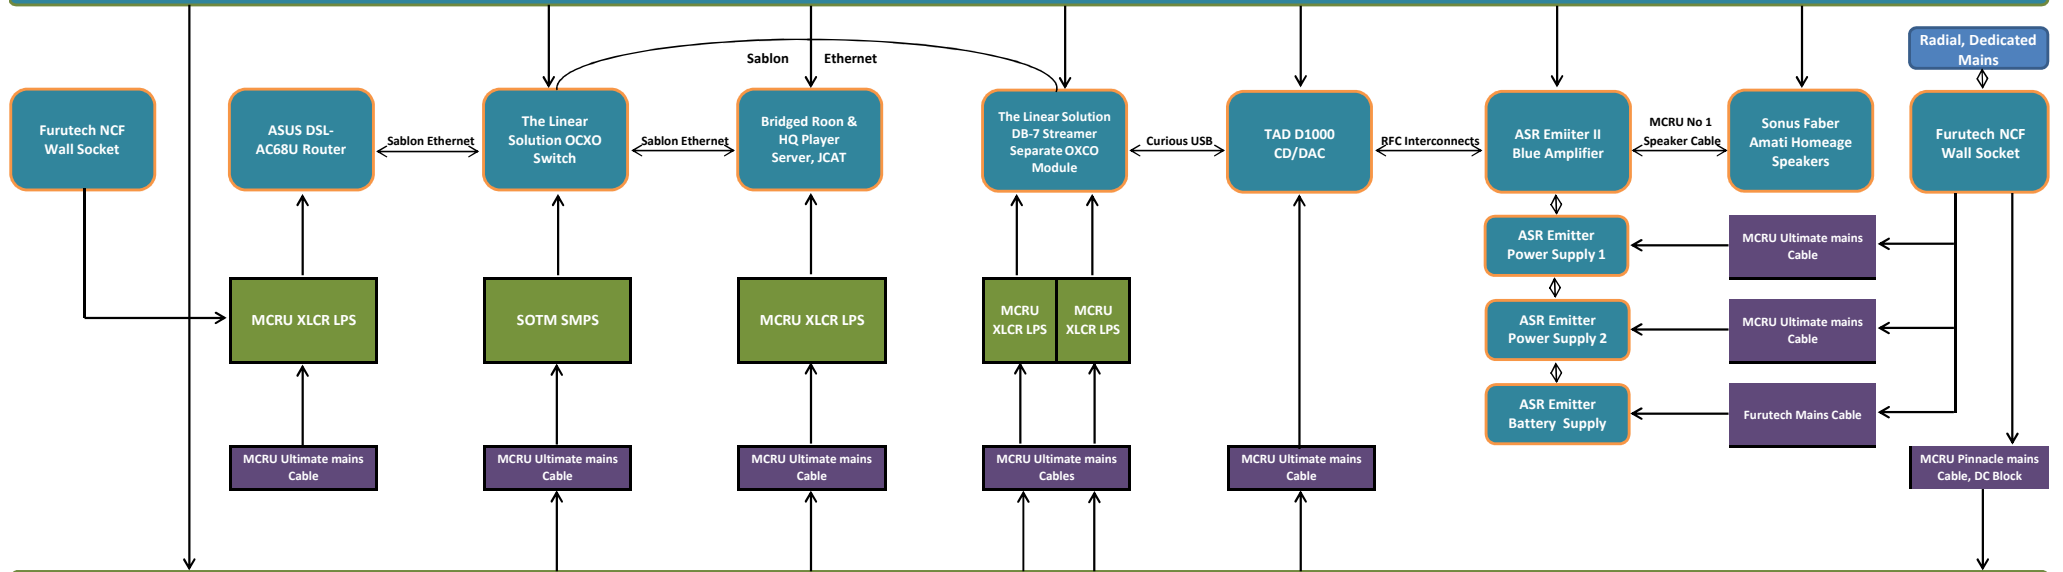 Radial, Dedicated
Mains
Sablon
Ethernet
Furutech NCF
Wall Socket
ASUS DSL-
AC68U Router
Sablon Ethernet
The Linear
Solution OCXO
Switch
Sablon Ethernet
Bridged Roon &
HQ Player
Server, JCAT
The Linear Solution
DB-7 Streamer
Separate OXCO
Module
Curious USB
TAD D1000
CD/DAC
RFC Interconnects
ASR Emiiter II
Blue Amplifier
MCRU No 1
Speaker Cable
Sonus Faber
Amati Homeage
Speakers
Furutech NCF
Wall Socket
ASR Emitter
Power Supply 1
MCRU Ultimate mains
Cable
MCRU XLCR LPS
SOTM SMPS
MCRU XLCR LPS
MCRU
XLCR LPS
MCRU
XLCR LPS
ASR Emitter
Power Supply 2
MCRU Ultimate mains
Cable
ASR Emitter
Battery Supply
Furutech Mains Cable
MCRU Ultimate mains
Cable
MCRU Ultimate mains
Cable
MCRU Ultimate mains
Cable
MCRU Ultimate mains
Cables
MCRU Ultimate mains
Cable
MCRU Pinnacle mains
Cable, DC Block